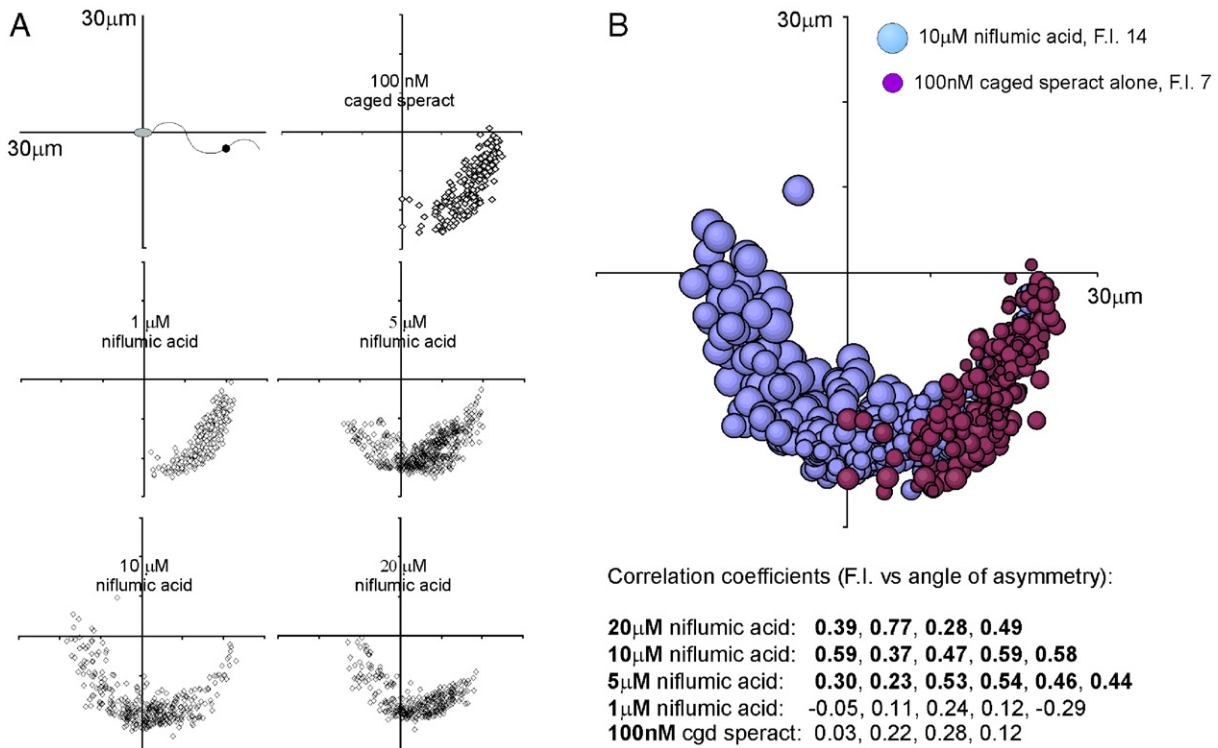 A
30μm
30μm
100 nM
caged speract
1 μM
niflumic acid
5 μM
niflumic acid
10 μM
niflumic acid
20 μM
niflumic acid
B
30μm
10μM niflumic acid, F.I. 14
100nM caged speract alone, F.I. 7
30μm
Correlation coefficients (F.I. vs angle of asymmetry):
20μM niflumic acid: 0.39, 0.77, 0.28, 0.49
10μM niflumic acid: 0.59, 0.37, 0.47, 0.59, 0.58
5μM niflumic acid: 0.30, 0.23, 0.53, 0.54, 0.46, 0.44
1μM niflumic acid: -0.05, 0.11, 0.24, 0.12, -0.29
100nM cgd speract: 0.03, 0.22, 0.28, 0.12